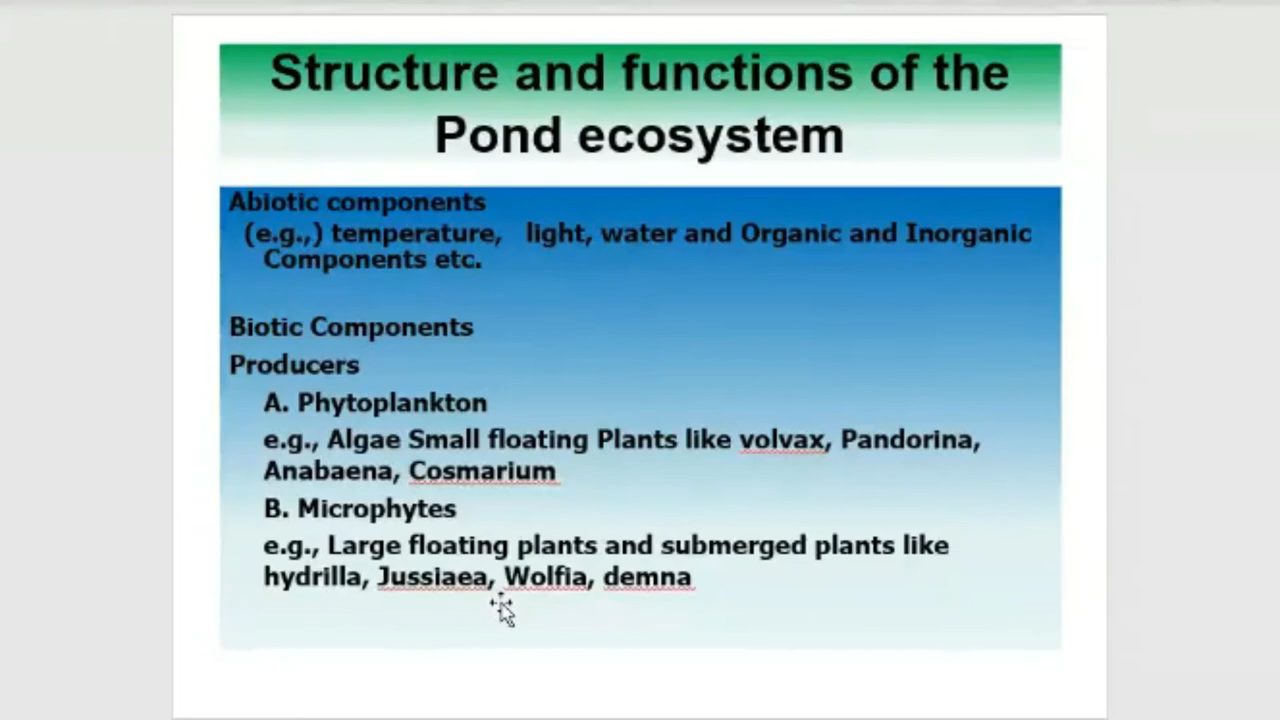 Structure and functions of the
Pond ecosystem
Abiotic components
(e.g.,) temperature, light, water and Organic and Inorganic
Components etc.
Biotic Components
Producers
A. Phytoplankton
e.g., Algae Small floating Plants like volvax, Pandorina,
Anabaena, Cosmarium
B. Microphytes
e.g., Large floating plants and submerged plants like
hydrilla, Jussiaea, Wolfia, demna